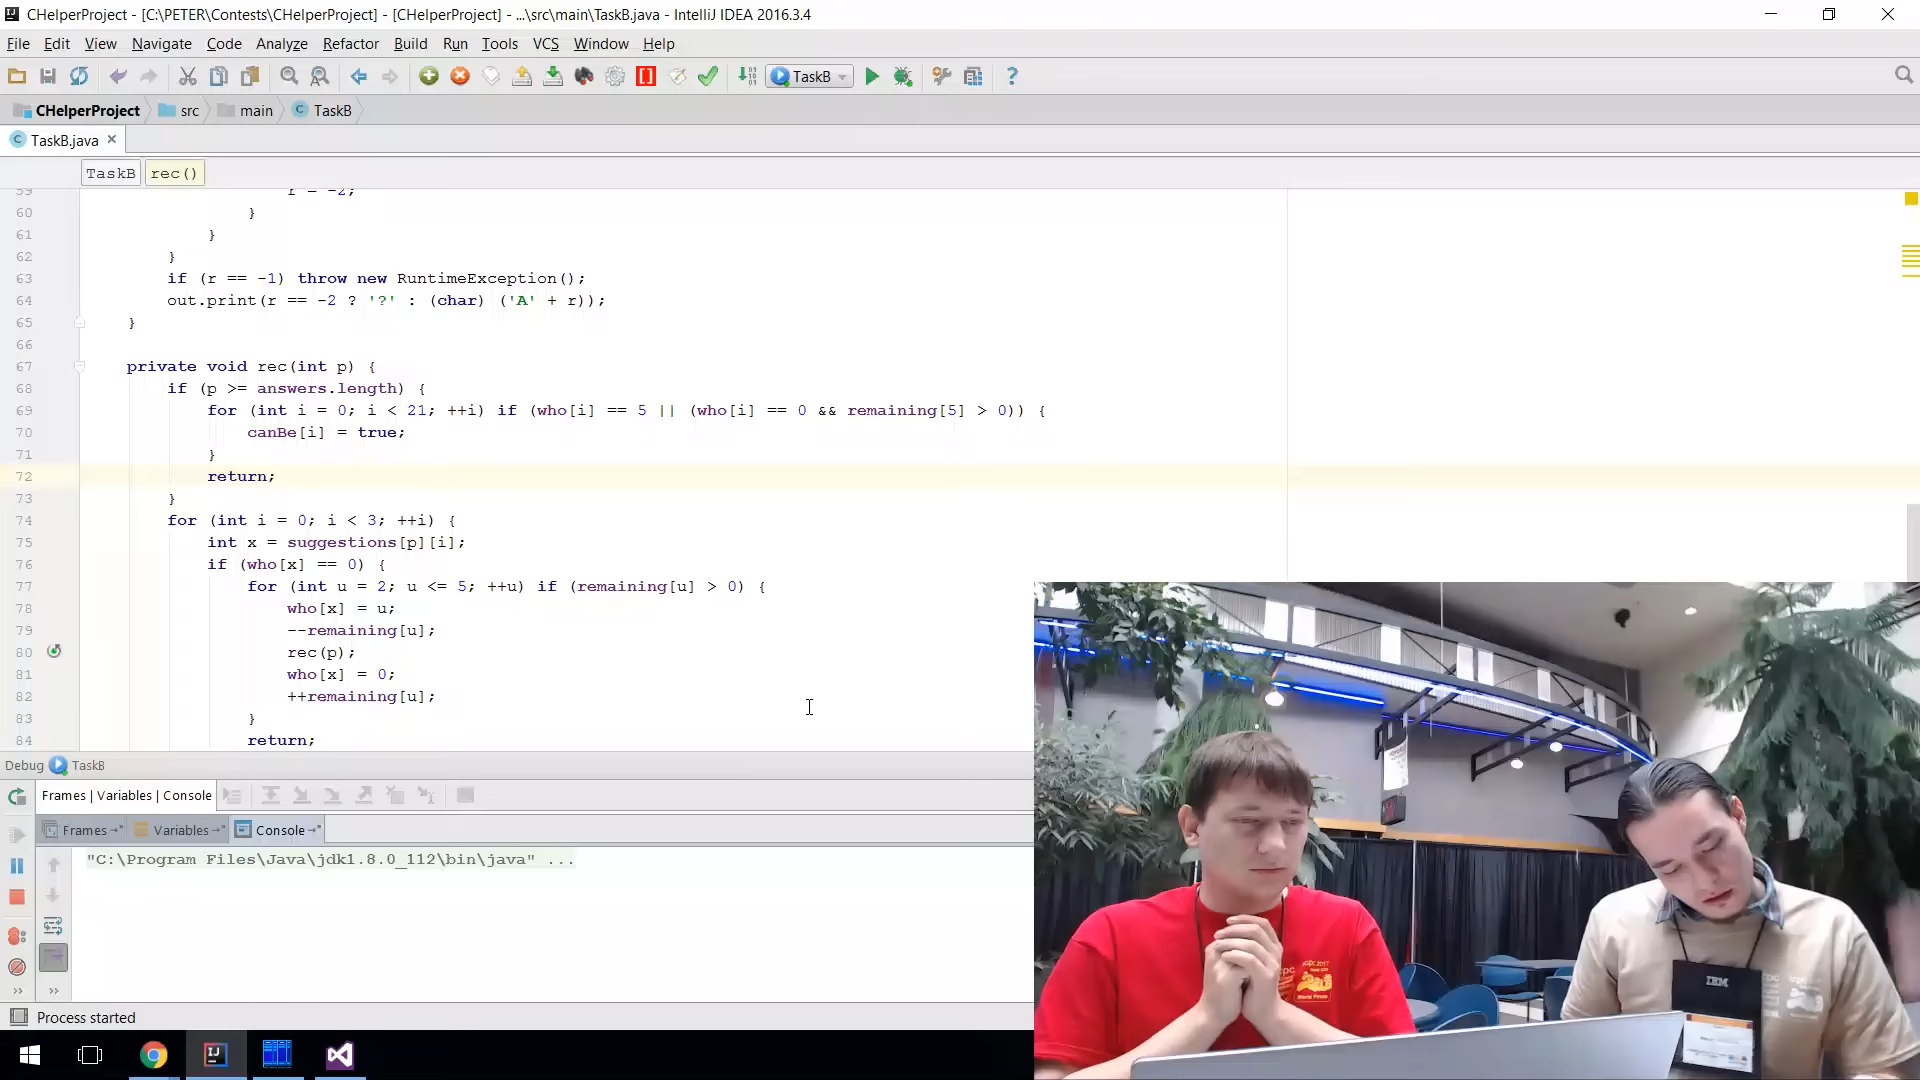 CHelperProject - [C:\PETER\Contests\CHelperProject] - [CHelperProject] - ...\src\main\TaskB.java - IntelliJ IDEA 2016.3.4
File Edit View Navigate Code Analyze Refactor Build Run Tools VCS Window Help
TaskB
CHelperProject src main TaskB
TaskB.java
TaskB rec()
59 r = -2;
60 }
61 }
62 }
63 if (r == -1) throw new RuntimeException();
64 out.print(r == -2 ? '?' : (char) ('A' + r));
65 }
66
67 private void rec(int p) {
68 if (p >= answers.length) {
69 for (int i = 0; i < 21; ++i) if (who[i] == 5 || (who[i] == 0 && remaining[5] > 0)) {
70 canBe[i] = true;
71 }
72 return;
73 }
74 for (int i = 0; i < 3; ++i) {
75 int x = suggestions[p][i];
76 if (who[x] == 0) {
77 for (int u = 2; u <= 5; ++u) if (remaining[u] > 0) {
78 who[x] = u;
79 --remaining[u];
80 rec(p);
81 who[x] = 0;
82 ++remaining[u];
83 }
84 return;
Debug TaskB
Frames | Variables | Console
Frames Variables Console
"C:\Program Files\Java\jdk1.8.0_112\bin\java" ...
Process started
IBM